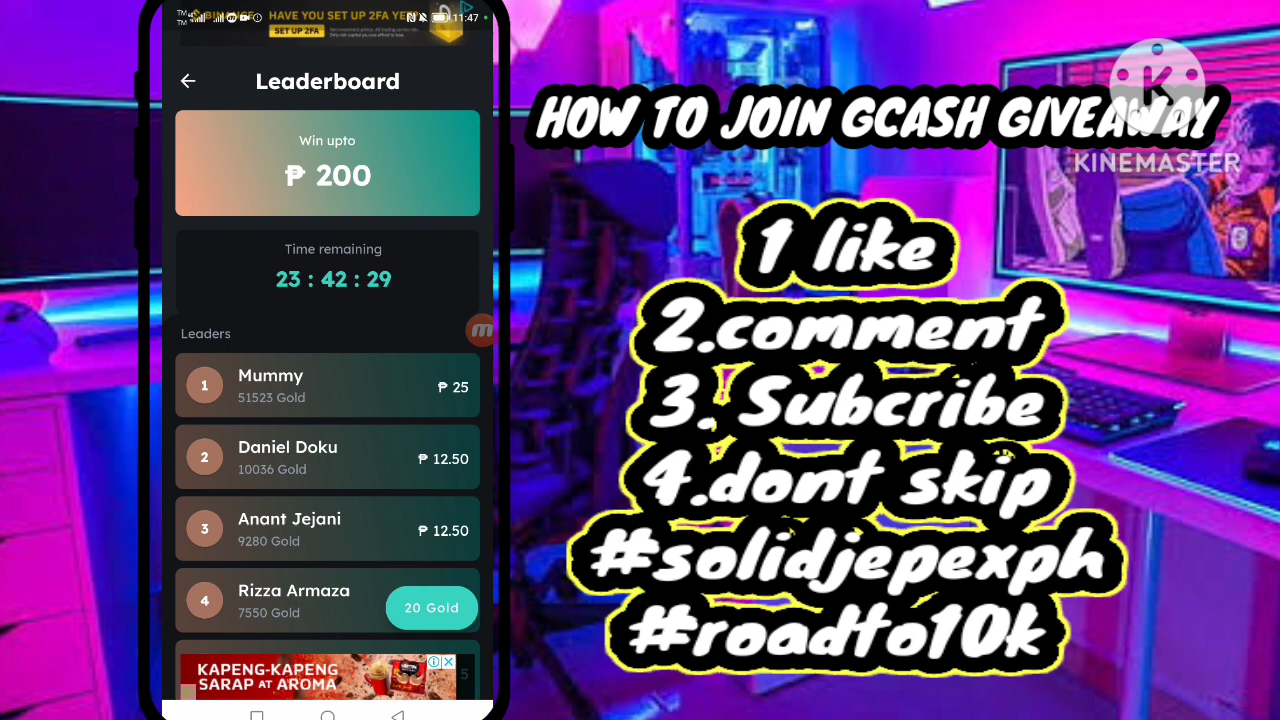 BINANCE
HAVE YOU SET UP 2FA YET?
SET UP 2FA
11:47
Leaderboard
Win upto
₱ 200
Time remaining
23 : 42 : 29
Leaders
1
Mummy
51523 Gold
₱ 25
2
Daniel Doku
10036 Gold
₱ 12.50
3
Anant Jejani
9280 Gold
₱ 12.50
4
Rizza Armaza
7550 Gold
20 Gold
5
KAPENG-KAPENG
SARAP AT AROMA
HOW TO JOIN GCASH GIVEAWAY
KINEMASTER
1 like
2.comment
3. Subcribe
4.dont skip
#solidjepexph
#roadto10k